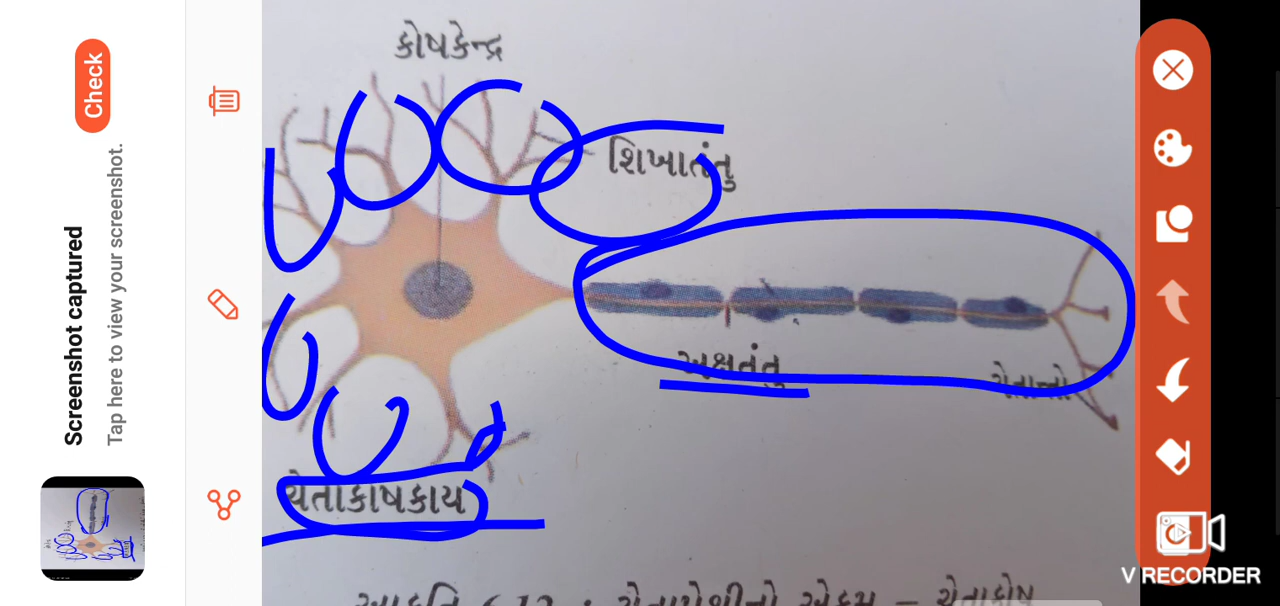 Screenshot captured
Tap here to view your screenshot.
Check
કોષકેન્દ્ર
શિખાતંતુ
અક્ષતંતુ
ચેતાન્તો
ચેતાકોષકાય
V RECORDER